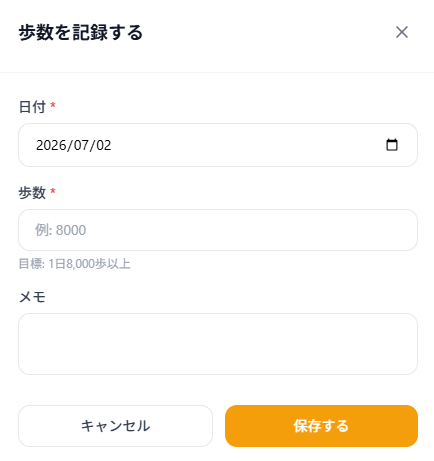 歩数を記録する
日付 *
2026/07/02
歩数 *
例: 8000
目標: 1日8,000歩以上
メモ
キャンセル
保存する